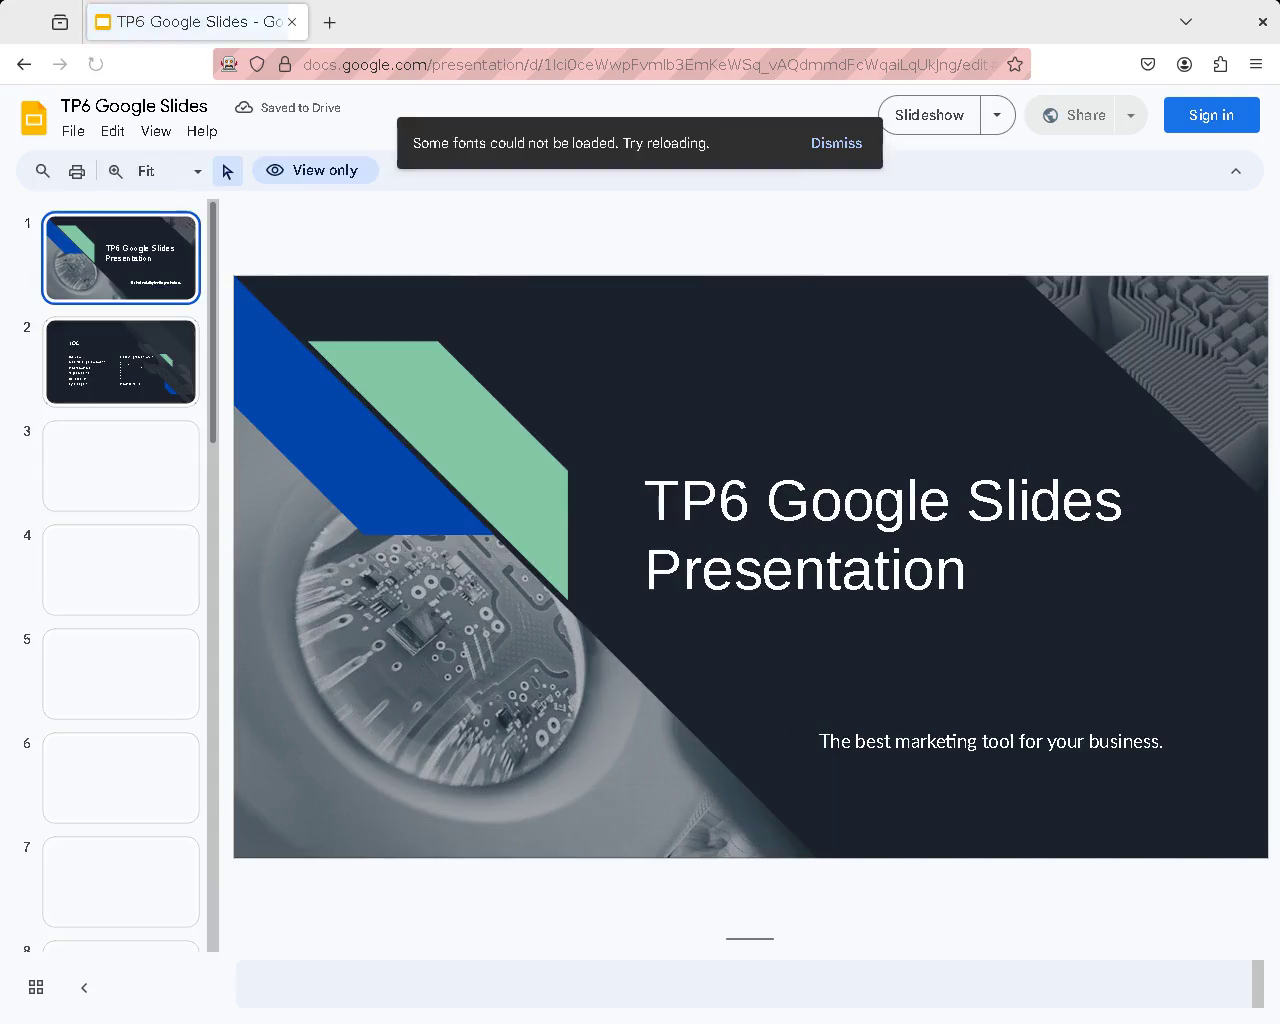 TP6 Google Slides - Go
docs.google.com/presentation/d/1Ici0ceWwpFvmIb3EmKeWSq_vAQdmmdFcWqaiLqUkJng/edit
TP6 Google Slides
Saved to Drive
File Edit View Help
Some fonts could not be loaded. Try reloading.
Dismiss
Slideshow
Share
Sign in
Fit
View only
1
TP6 Google Slides
Presentation
2
3
4
5
6
7
8
TP6 Google Slides
Presentation
The best marketing tool for your business.